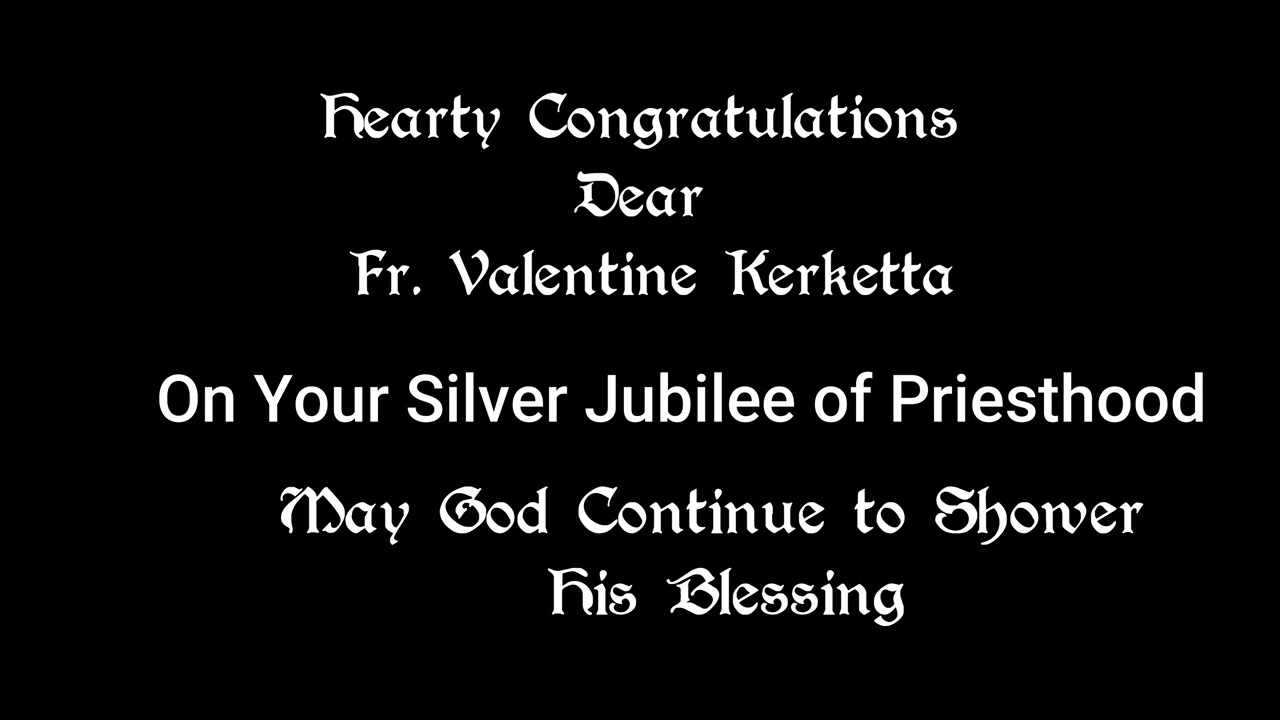 Hearty Congratulations
Dear
Fr. Valentine Kerketta
On Your Silver Jubilee of Priesthood
May God Continue to Shower
His Blessing